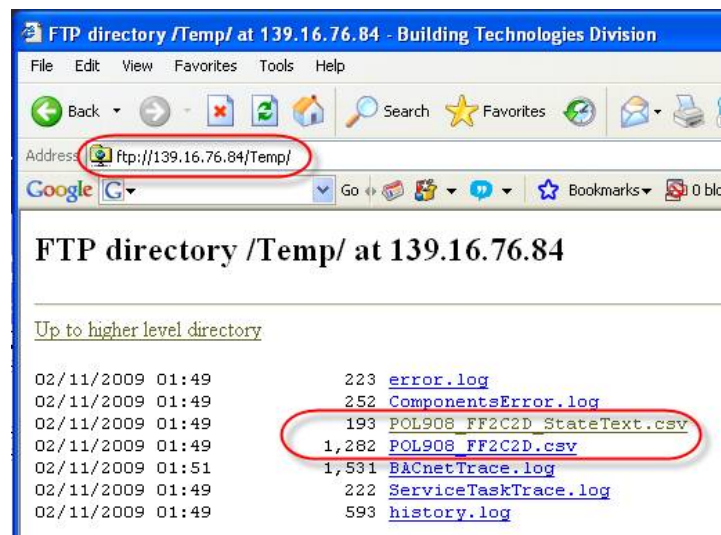 FTP directory /Temp/ at 139.16.76.84 - Building Technologies Division
File Edit View Favorites Tools Help
Back Search Favorites
Address ftp://139.16.76.84/Temp/
Google G Go Bookmarks 0 blo
FTP directory /Temp/ at 139.16.76.84
Up to higher level directory
02/11/2009 01:49 223 error.log
02/11/2009 01:49 252 ComponentsError.log
02/11/2009 01:49 193 POL908_FF2C2D_StateText.csv
02/11/2009 01:49 1,282 POL908_FF2C2D.csv
02/11/2009 01:51 1,531 BACnetTrace.log
02/11/2009 01:49 222 ServiceTaskTrace.log
02/11/2009 01:49 593 history.log